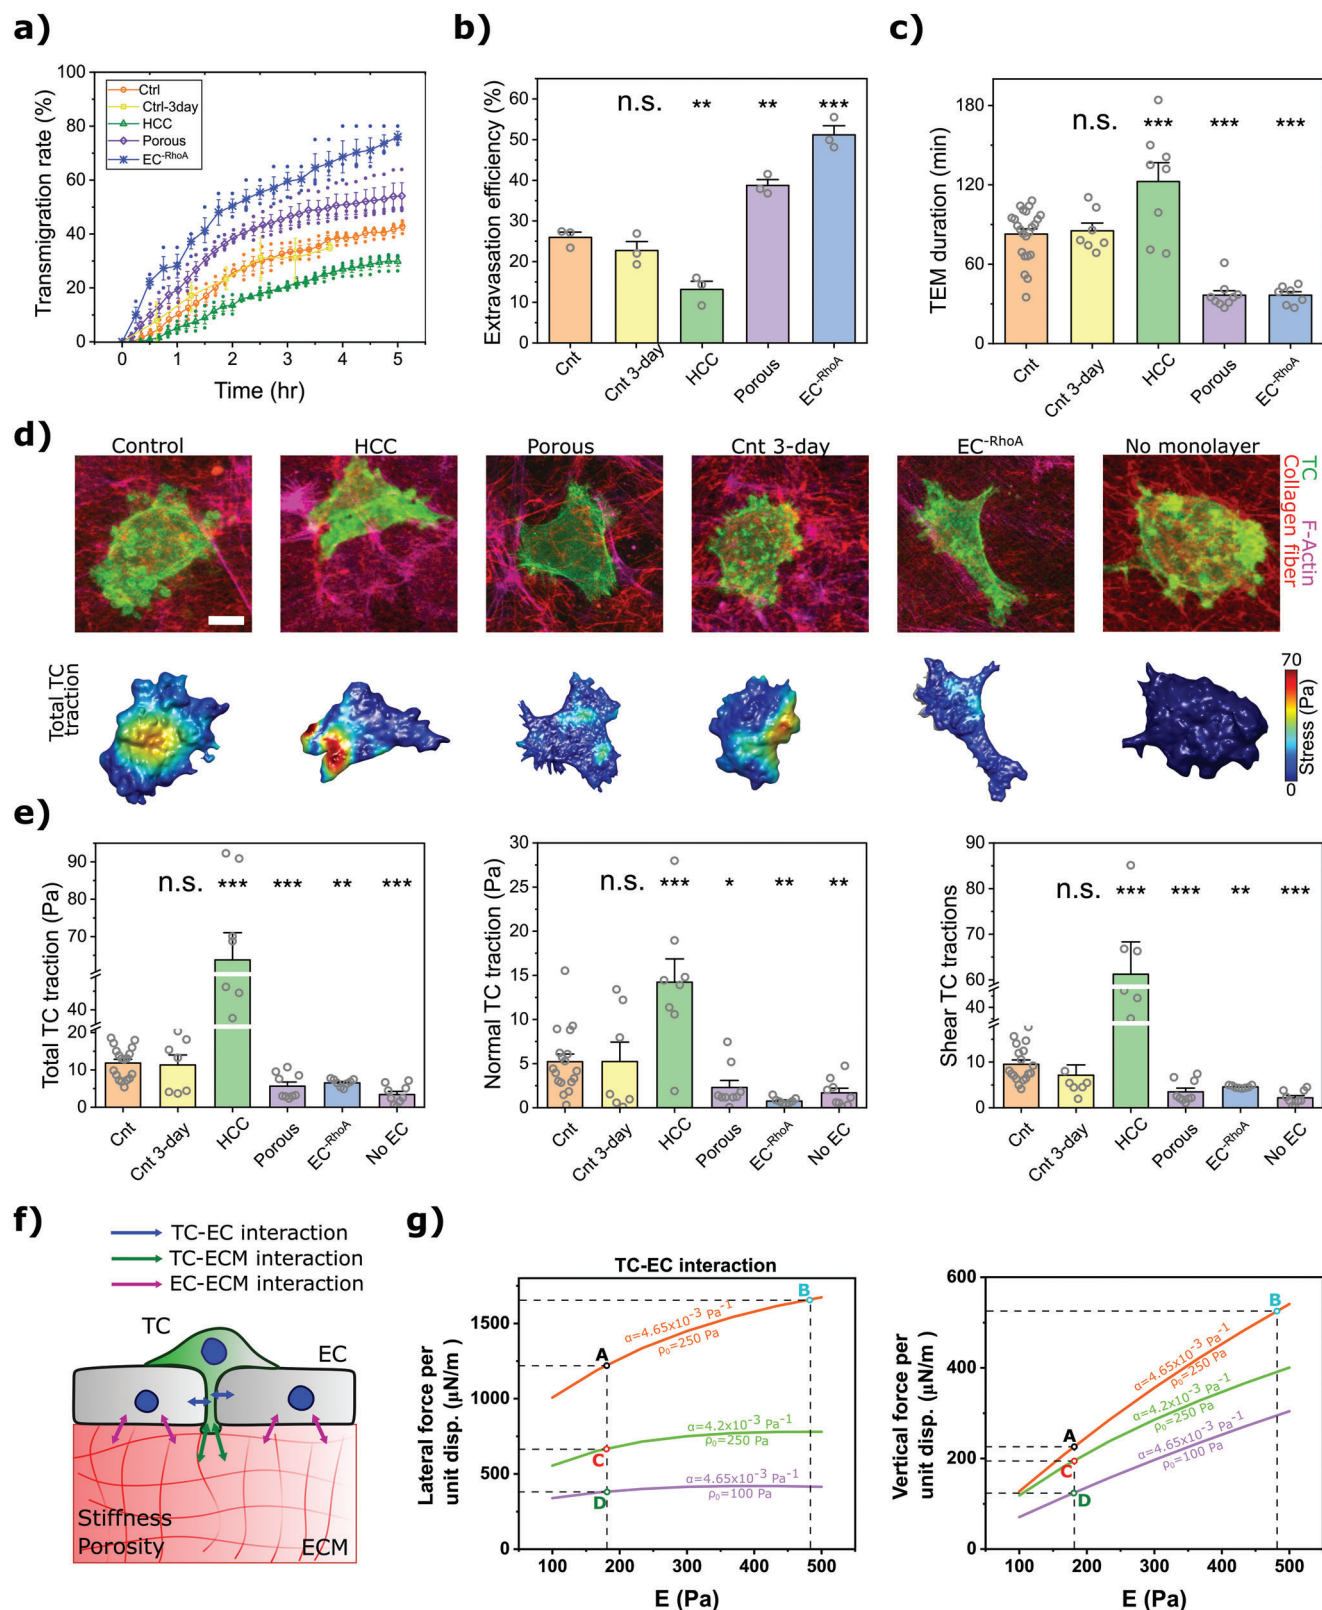 a)
Transmigration rate (%)
100
80
60
40
20
0
Ctrl
Ctrl-3day
HCC
Porous
EC-RhoA
0 1 2 3 4 5
Time (hr)
b)
Extravasation efficiency (%)
60
50
40
30
20
10
0
n.s. ** ** ***
Cnt
Cnt 3-day
HCC
Porous
EC-RhoA
c)
TEM duration (min)
180
120
60
0
n.s. *** *** ***
Cnt
Cnt 3-day
HCC
Porous
EC-RhoA
d)
Control HCC Porous Cnt 3-day EC-RhoA No monolayer
TC
F-Actin
Collagen fiber
Total TC
traction
70
0
Stress (Pa)
e)
Total TC traction (Pa)
90
70
40
20
10
0
n.s. *** *** ** ***
Cnt
Cnt 3-day
HCC
Porous
EC-RhoA
No EC
Normal TC traction (Pa)
30
25
20
15
10
5
0
n.s. *** * ** **
Cnt
Cnt 3-day
HCC
Porous
EC-RhoA
No EC
Shear TC tractions
90
80
70
60
40
20
10
0
n.s. *** *** ** ***
Cnt
Cnt 3-day
HCC
Porous
EC-RhoA
No EC
f)
TC-EC interaction
TC-ECM interaction
EC-ECM interaction
TC
EC
Stiffness
Porosity
ECM
g)
TC-EC interaction
Lateral force per
unit disp. (μN/m )
1500
1000
500
0
A
B
C
D
α=4.65x10-3 Pa-1
ρ0=250 Pa
α=4.2x10-3 Pa-1
ρ0=250 Pa
α=4.65x10-3 Pa-1
ρ0=100 Pa
100 200 300 400 500
E (Pa)
Vertical force per
unit disp. (μN/m )
600
400
200
0
A
B
C
D
α=4.65x10-3 Pa-1
ρ0=250 Pa
α=4.2x10-3 Pa-1
ρ0=250 Pa
α=4.65x10-3 Pa-1
ρ0=100 Pa
100 200 300 400 500
E (Pa)